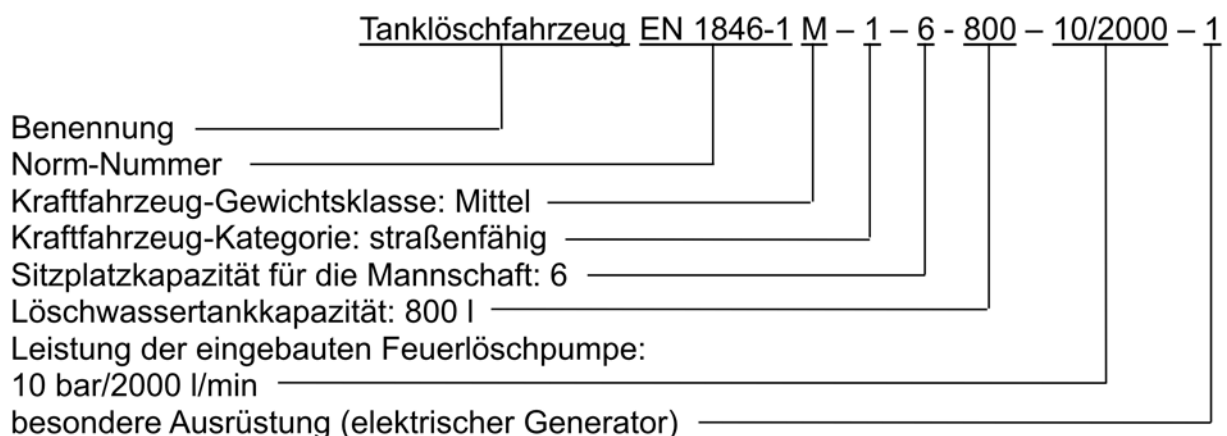 Tanklöschfahrzeug EN 1846-1 M – 1 – 6 - 800 – 10/2000 – 1
Benennung
Norm-Nummer
Kraftfahrzeug-Gewichtsklasse: Mittel
Kraftfahrzeug-Kategorie: straßenfähig
Sitzplatzkapazität für die Mannschaft: 6
Löschwassertankkapazität: 800 l
Leistung der eingebauten Feuerlöschpumpe:
10 bar/2000 l/min
besondere Ausrüstung (elektrischer Generator)